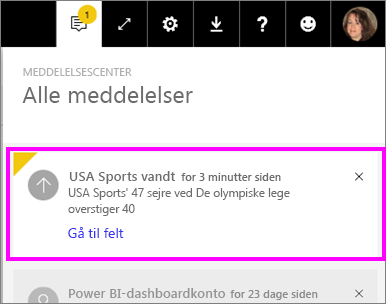 1
?
MEDDELELSESCENTER
Alle meddelelser
USA Sports vandt for 3 minutter siden
USA Sports' 47 sejre ved De olympiske lege
overstiger 40
Gå til felt
Power BI-dashboardkonto for 23 dage siden